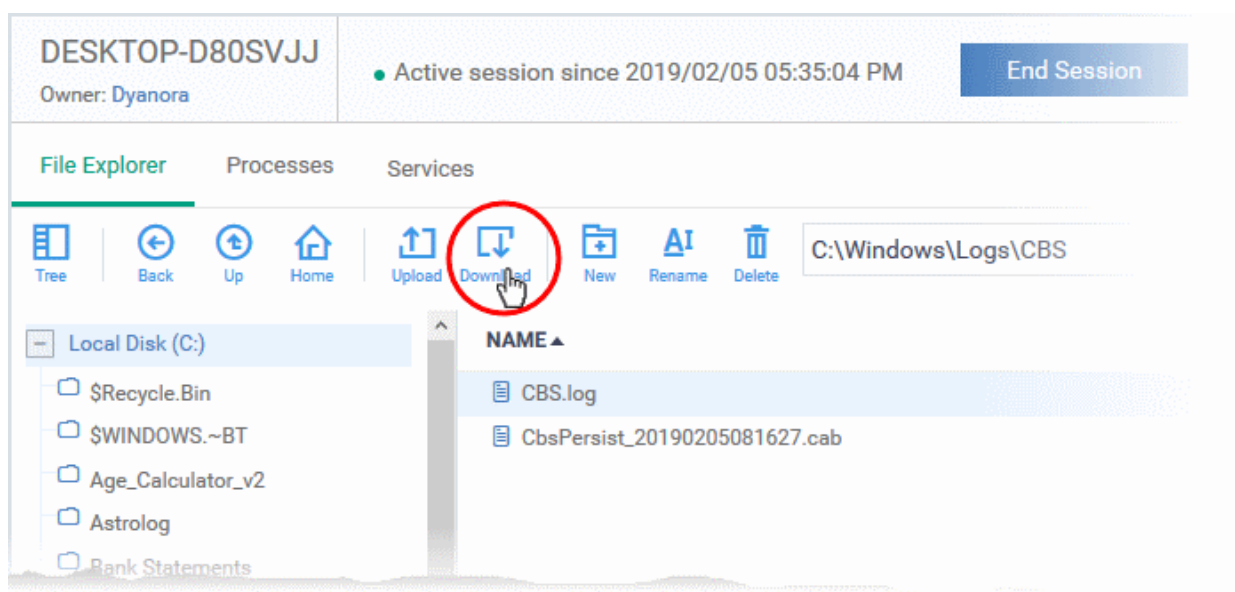 DESKTOP-D80SVJJ
Owner: Dyanora
Active session since 2019/02/05 05:35:04 PM
End Session
File Explorer Processes Services
Tree Back Up Home Upload Download New Rename Delete
C:\Windows\Logs\CBS
Local Disk (C:)
$Recycle.Bin
$WINDOWS.~BT
Age_Calculator_v2
Astrolog
Bank Statements
NAME
CBS.log
CbsPersist_20190205081627.cab